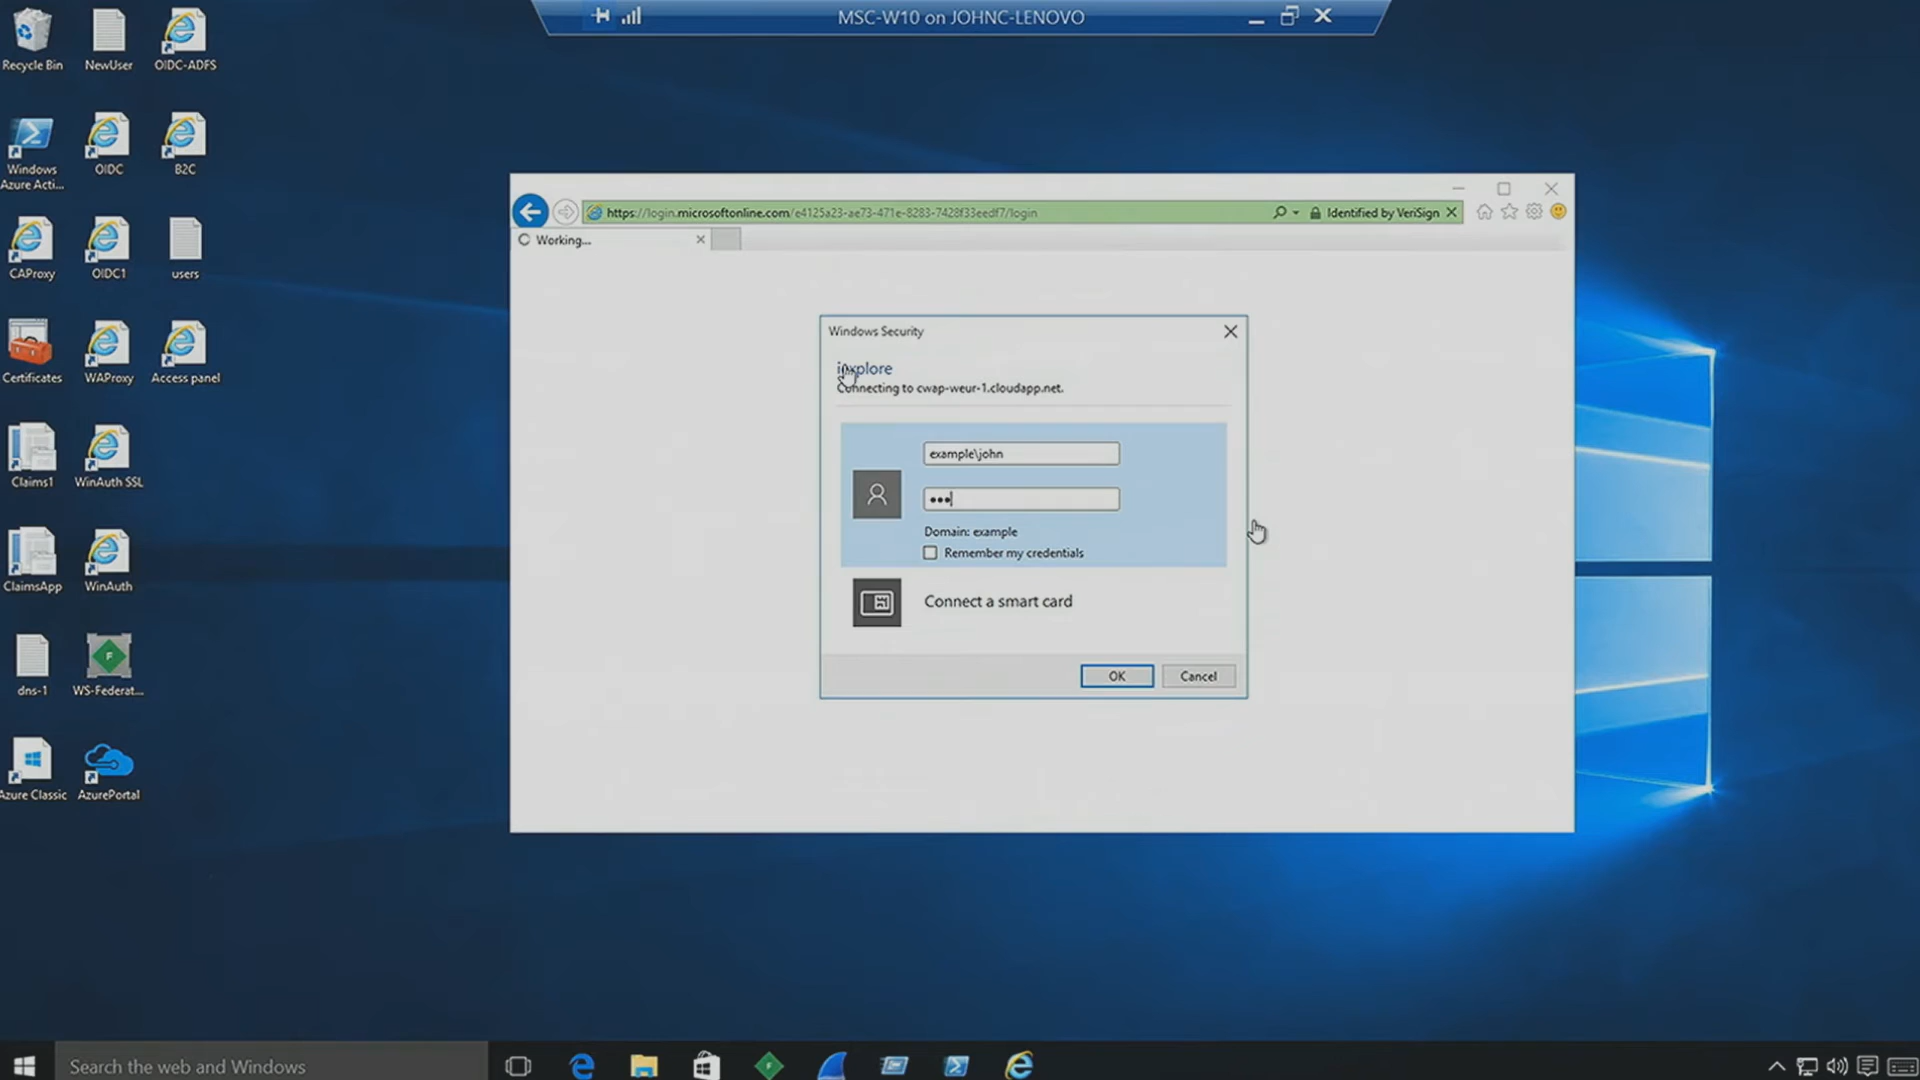 MSC-W10 on JOHNC-LENOVO
Recycle Bin
NewUser
OIDC-ADFS
Windows
Azure Acti...
OIDC
B2C
CAProxy
OIDC1
users
Certificates
WAProxy
Access panel
Claims1
WinAuth SSL
ClaimsApp
WinAuth
dns-1
WS-Federat...
Azure Classic
AzurePortal
https://login.microsoftonline.com/e4125a23-ae73-471e-8283-7428f33eedf7/login
Identified by VeriSign
Working...
Windows Security
iexplore
Connecting to cwap-weur-1.cloudapp.net.
example\john
•••
Domain: example
Remember my credentials
Connect a smart card
OK
Cancel
Search the web and Windows